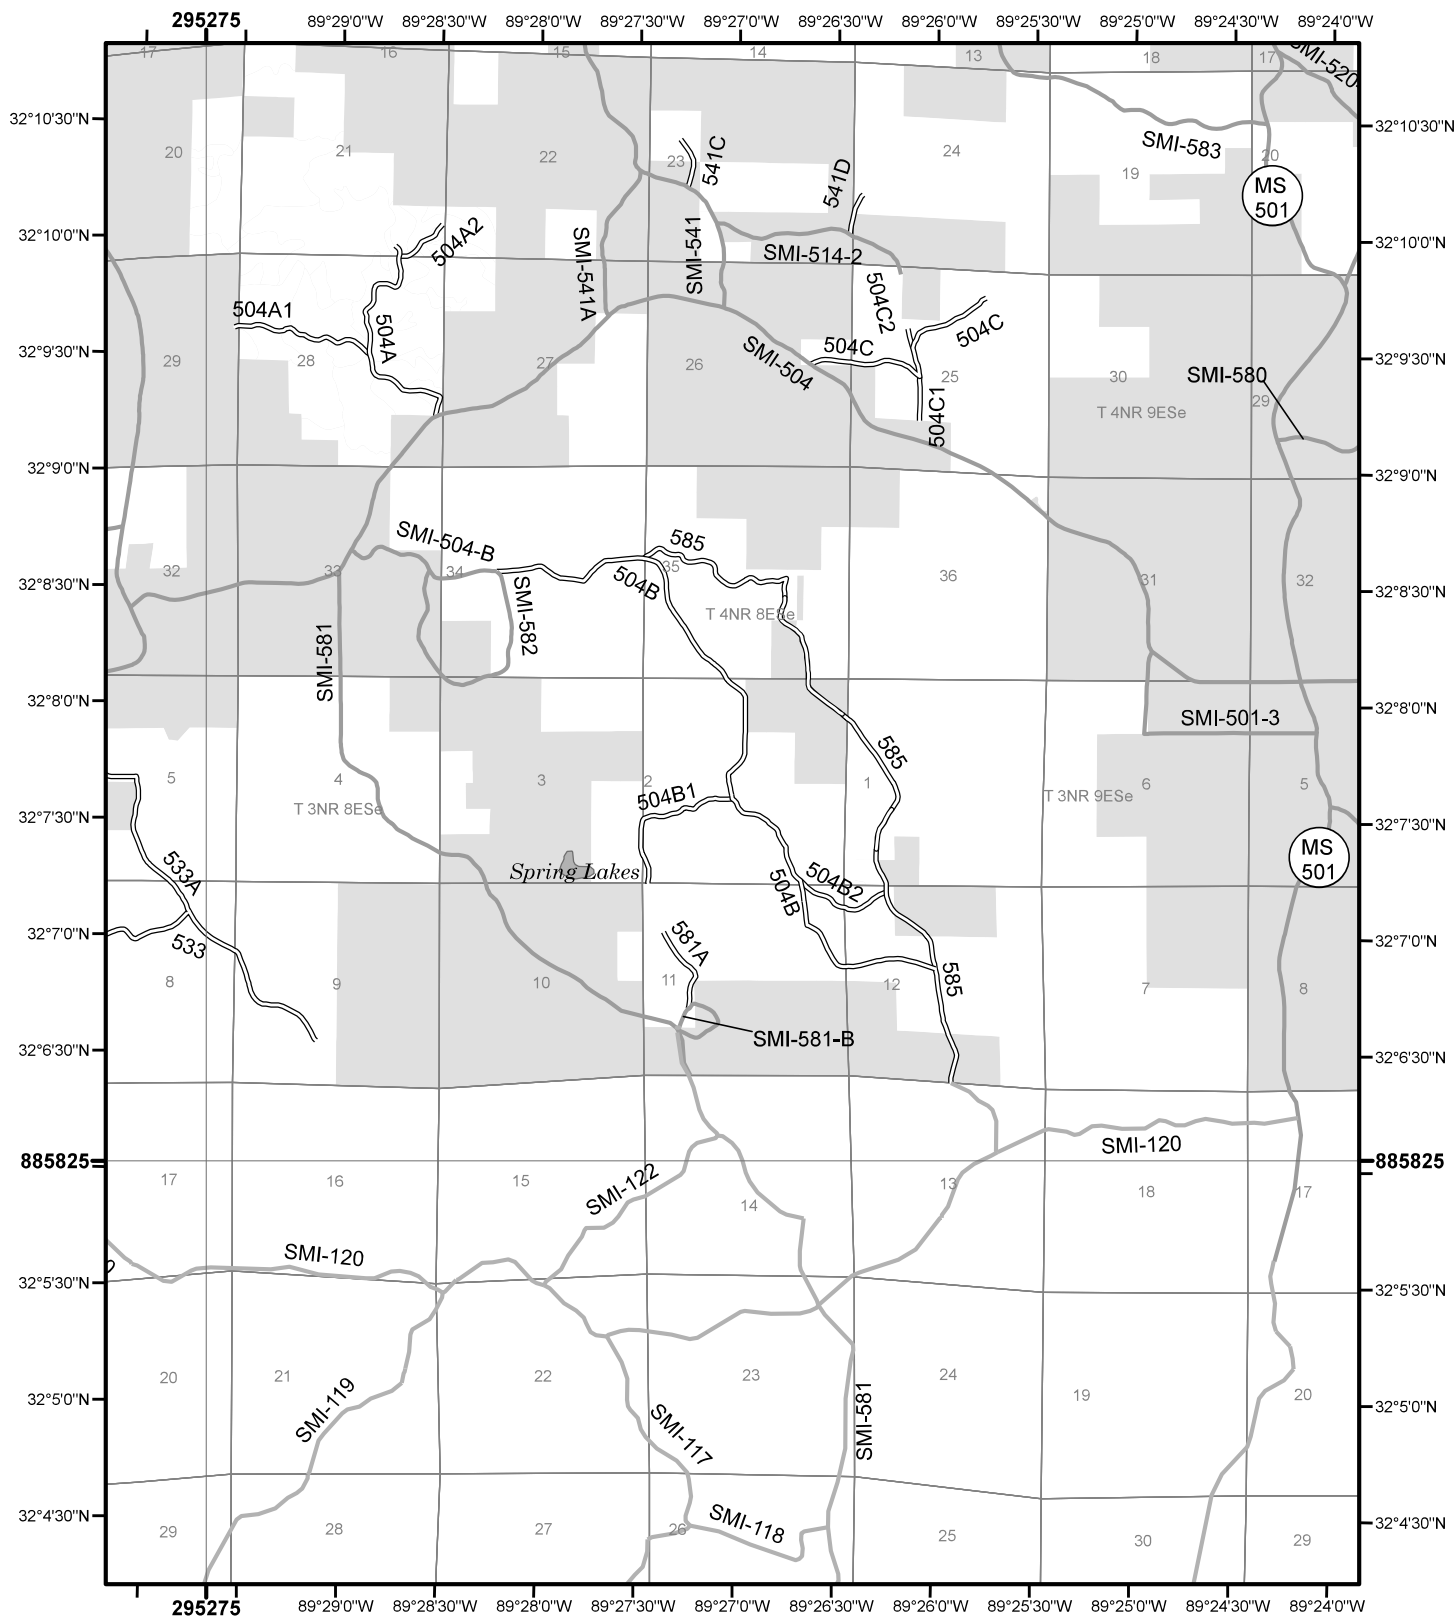 295275 89°29'0"W 89°28'30"W 89°28'0"W 89°27'30"W 89°27'0"W 89°26'30"W 89°26'0"W 89°25'30"W 89°25'0"W 89°24'30"W 89°24'0"W
17 16 15 14 13 18 17 SMI-520
32°10'30"N 32°10'30"N
20 21 22 23 541C 24 SMI-583 19 20
541D
MS
501
504A2
32°10'0"N SMI-541A SMI-541 SMI-514-2 32°10'0"N
504A1 504A 504C2 504C
504C
32°9'30"N 29 28 27 26 SMI-504 25 30 29 32°9'30"N
SMI-580
T 4NR 9ESe
504C1
32°9'0"N 32°9'0"N
SMI-504-B 585
32 33 34 35 36 31 32
32°8'30"N 504B 32°8'30"N
SMI-582 T 4NR 8ESe
SMI-581
32°8'0"N 32°8'0"N
SMI-501-3
585
5 4 3 2 1 6 5
T 3NR 8ESe 504B1 T 3NR 9ESe
32°7'30"N 32°7'30"N
MS
501
533A Spring Lakes 504B 504B2
32°7'0"N 533 581A 32°7'0"N
8 9 10 11 12 585 7 8
SMI-581-B
32°6'30"N 32°6'30"N
SMI-120
885825 885825
17 16 15 SMI-122 14 13 18 17
SMI-120
32°5'30"N 32°5'30"N
20 21 22 23 24 19 20
32°5'0"N SMI-119 SMI-117 SMI-581 32°5'0"N
32°4'30"N 32°4'30"N
29 28 27 26 SMI-118 25 30 29
295275 89°29'0"W 89°28'30"W 89°28'0"W 89°27'30"W 89°27'0"W 89°26'30"W 89°26'0"W 89°25'30"W 89°25'0"W 89°24'30"W 89°24'0"W